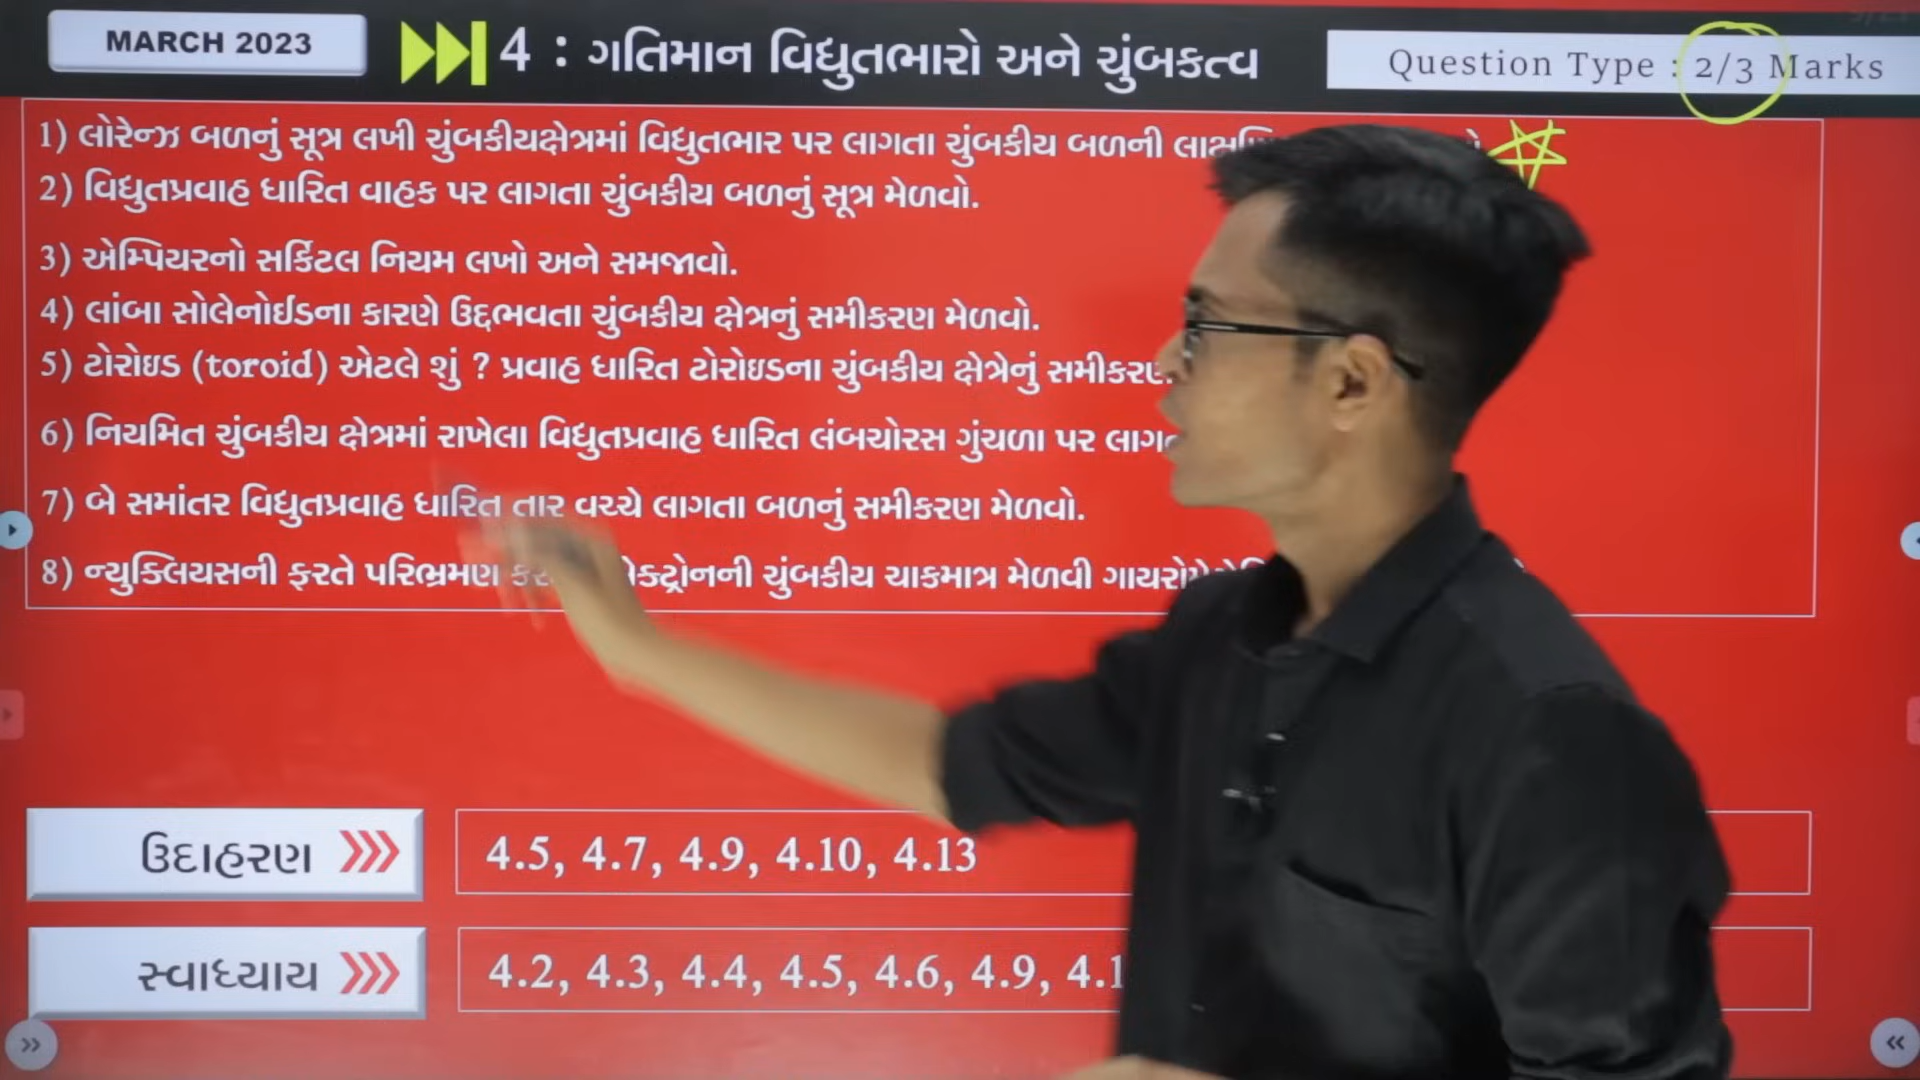 MARCH 2023
4 : ગતિમાન વિદ્યુતભારો અને ચુંબકત્વ
Question Type : 2/3 Marks
1) લોરેન્ઝ બળનું સૂત્ર લખી ચુંબકીયક્ષેત્રમાં વિદ્યુતભાર પર લાગતા ચુંબકીય બળની
2) વિદ્યુતપ્રવાહ ધારિત વાહક પર લાગતા ચુંબકીય બળનું સૂત્ર મેળવો.
3) એમ્પિયરનો સર્કિટલ નિયમ લખો અને સમજાવો.
4) લાંબા સોલેનોઈડના કારણે ઉદ્દભવતા ચુંબકીય ક્ષેત્રનું સમીકરણ મેળવો.
5) ટોરોઇડ (toroid) એટલે શું ? પ્રવાહ ધારિત ટોરોઇડના ચુંબકીય ક્ષેત્રેનું સમીકરણ
6) નિયમિત ચુંબકીય ક્ષેત્રમાં રાખેલા વિદ્યુતપ્રવાહ ધારિત લંબચોરસ ગુંચળા પર
7) બે સમાંતર વિદ્યુતપ્રવાહ ધારિત તાર વચ્ચે લાગતા બળનું સમીકરણ મેળવો.
8) ન્યુક્લિયસની ફરતે પરિભ્રમણ ચુંબકીય ચાકમાત્ર મેળવી
ઉદાહરણ
4.5, 4.7, 4.9, 4.10, 4.13
સ્વાધ્યાય
4.2, 4.3, 4.4, 4.5, 4.6, 4.9,